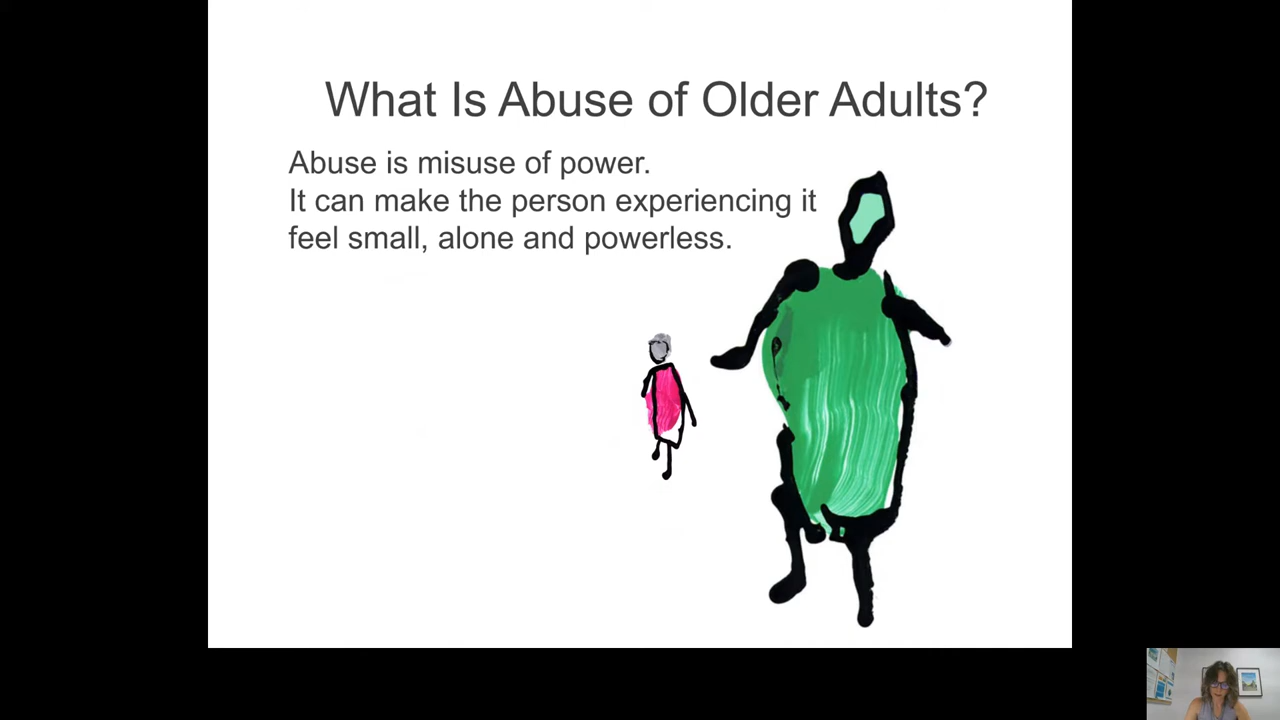 What Is Abuse of Older Adults?
Abuse is misuse of power.
It can make the person experiencing it
feel small, alone and powerless.